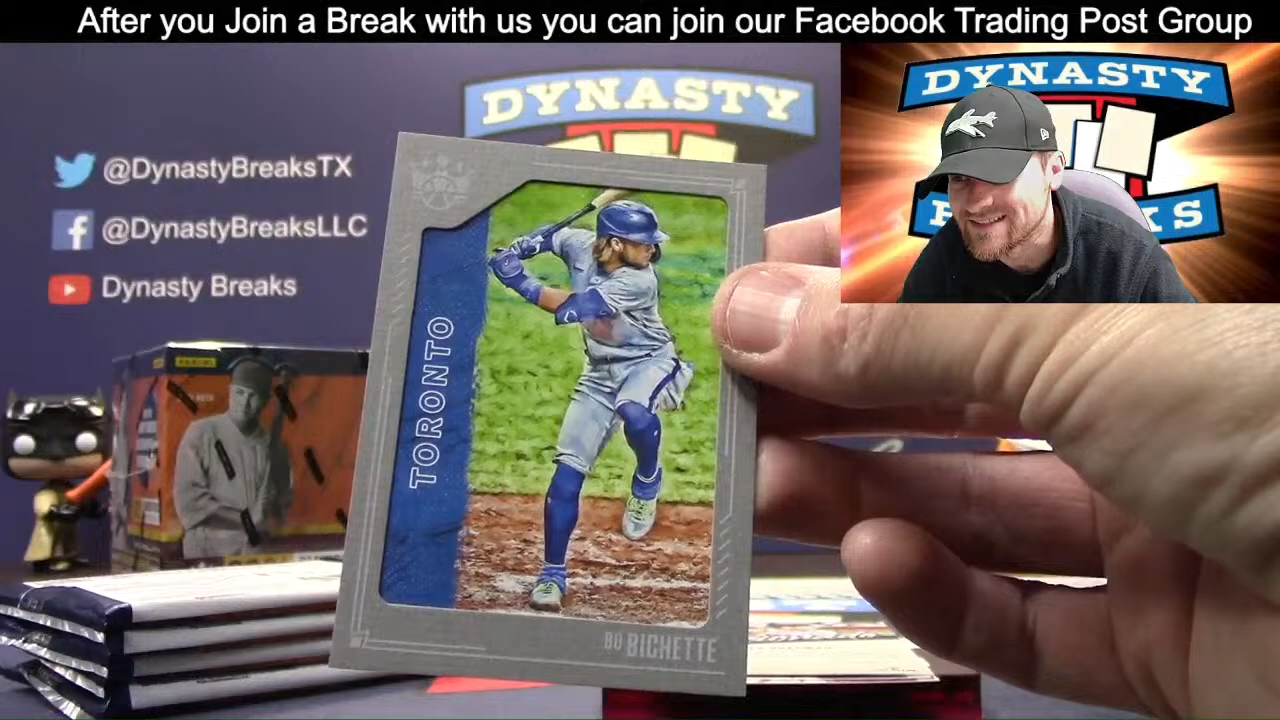 After you Join a Break with us you can join our Facebook Trading Post Group
DYNASTY
DYNASTY
@DynastyBreaksTX
@DynastyBreaksLLC
Dynasty Breaks
TORONTO
BO BICHETTE
PANINI